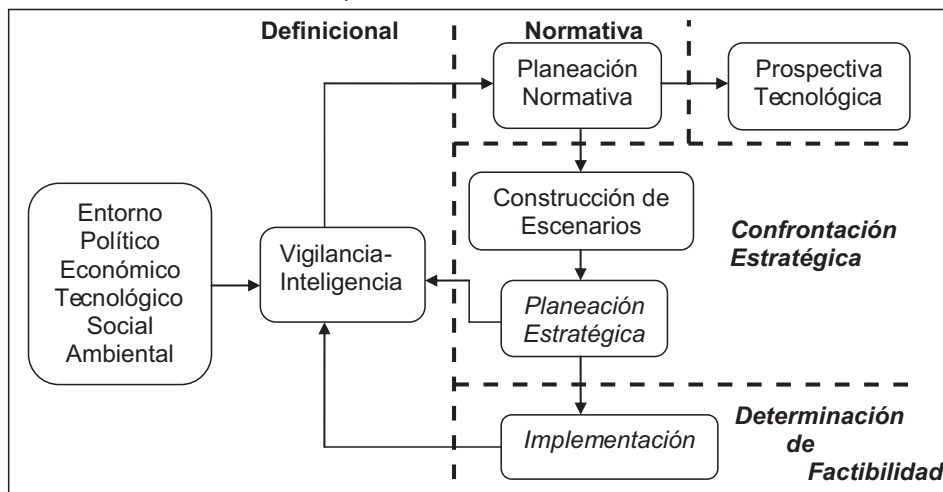 Definicional
Normativa
Planeación
Normativa
Prospectiva
Tecnológica
Construcción de
Escenarios
Confrontación
Estratégica
Entorno
Político
Económico
Tecnológico
Social
Ambiental
Vigilancia-
Inteligencia
Planeación
Estratégica
Implementación
Determinación
de
Factibilidad